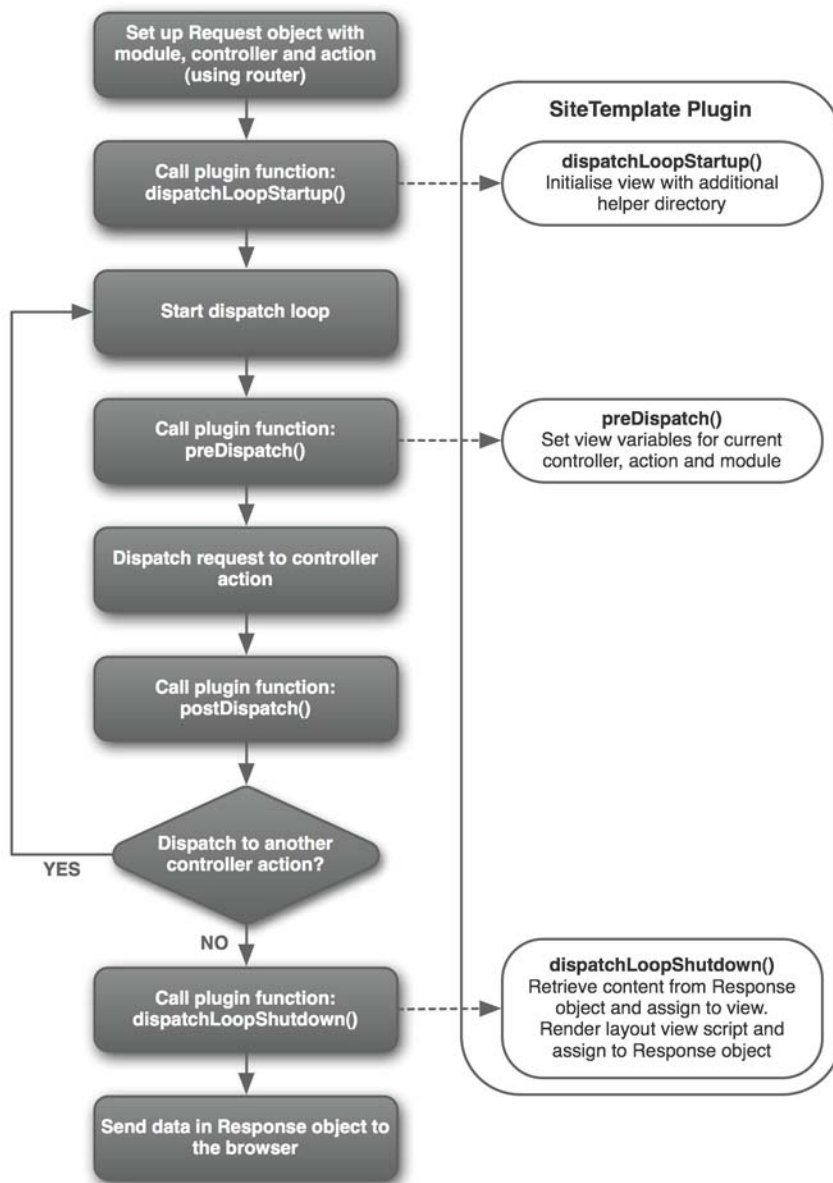 Set up Request object with
module, controller and action
(using router)
SiteTemplate Plugin
Call plugin function:
dispatchLoopStartup()
dispatchLoopStartup()
Initialise view with additional
helper directory
Start dispatch loop
Call plugin function:
preDispatch()
preDispatch()
Set view variables for current
controller, action and module
Dispatch request to controller
action
Call plugin function:
postDispatch()
Dispatch to another
controller action?
YES
NO
Call plugin function:
dispatchLoopShutdown()
dispatchLoopShutdown()
Retrieve content from Response
object and assign to view.
Render layout view script and
assign to Response object
Send data in Response object to
the browser